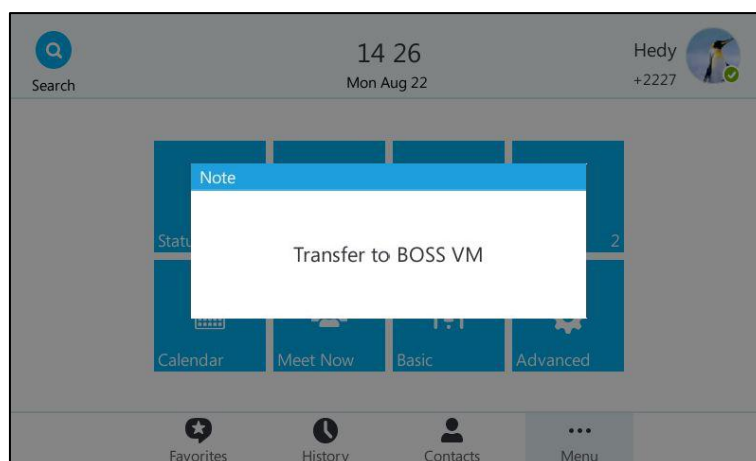 14 26
Hedy
Search
Mon Aug 22
+2227
Note
Transfer to BOSS VM
2
Calendar
Meet Now
Basic
Advanced
Favorites
History
Contacts
Menu